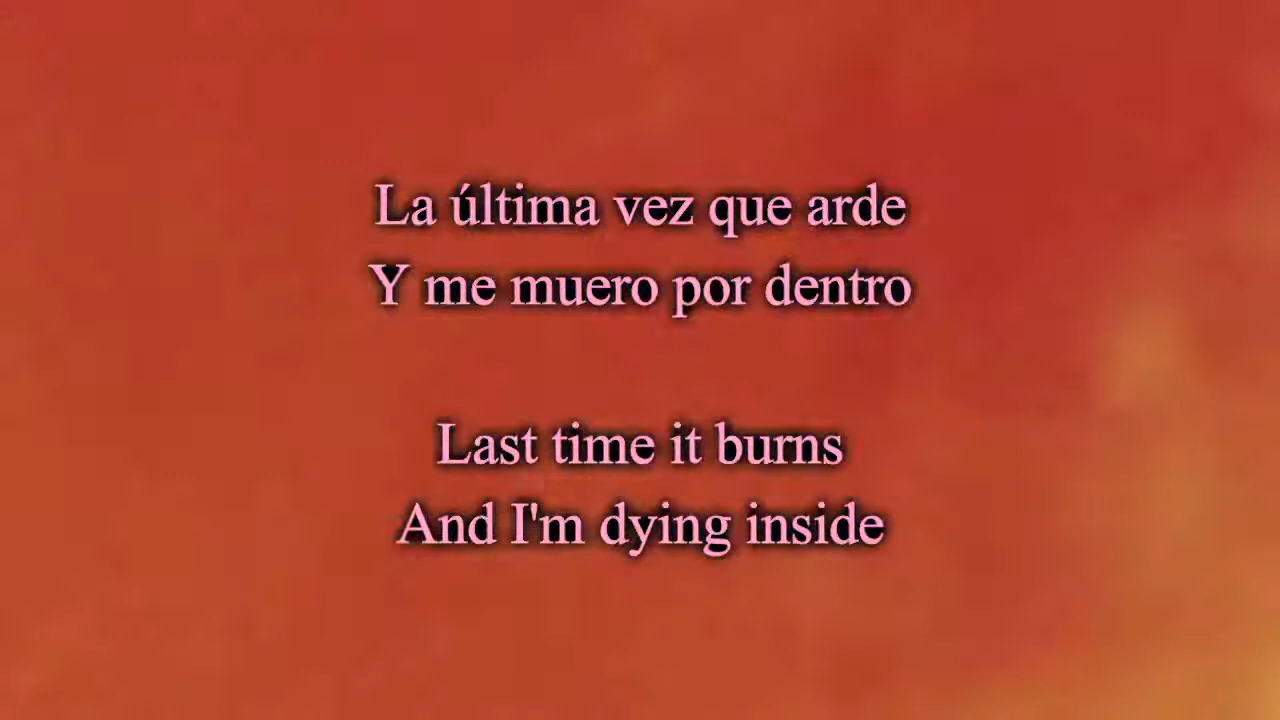 La última vez que arde
Y me muero por dentro
Last time it burns
And I'm dying inside